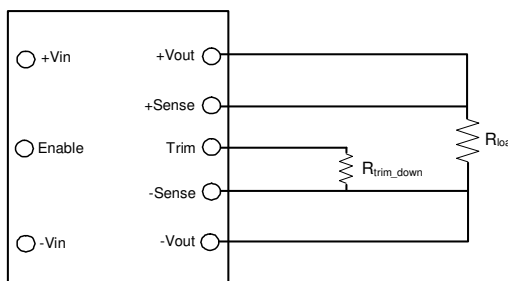 +Vin
+Vout
+Sense
Enable
Trim
R_trim_down
-Sense
-Vin
-Vout